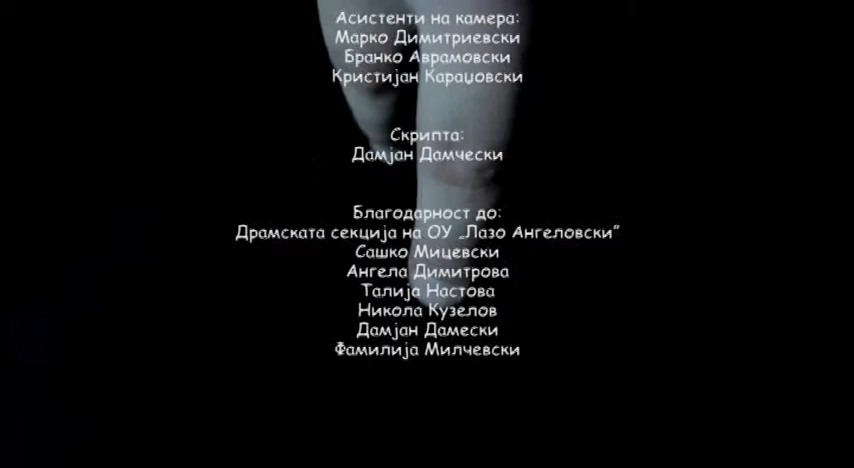 Асистенти на камера:
Марко Димитриевски
Бранко Аврамовски
Кристијан Караџовски
Скрипта:
Дамјан Дамчески
Благодарност до:
Драмската секција на ОУ „Лазо Ангеловски”
Сашко Мицевски
Ангела Димитрова
Талија Настова
Никола Кузелов
Дамјан Дамески
Фамилија Милчевски